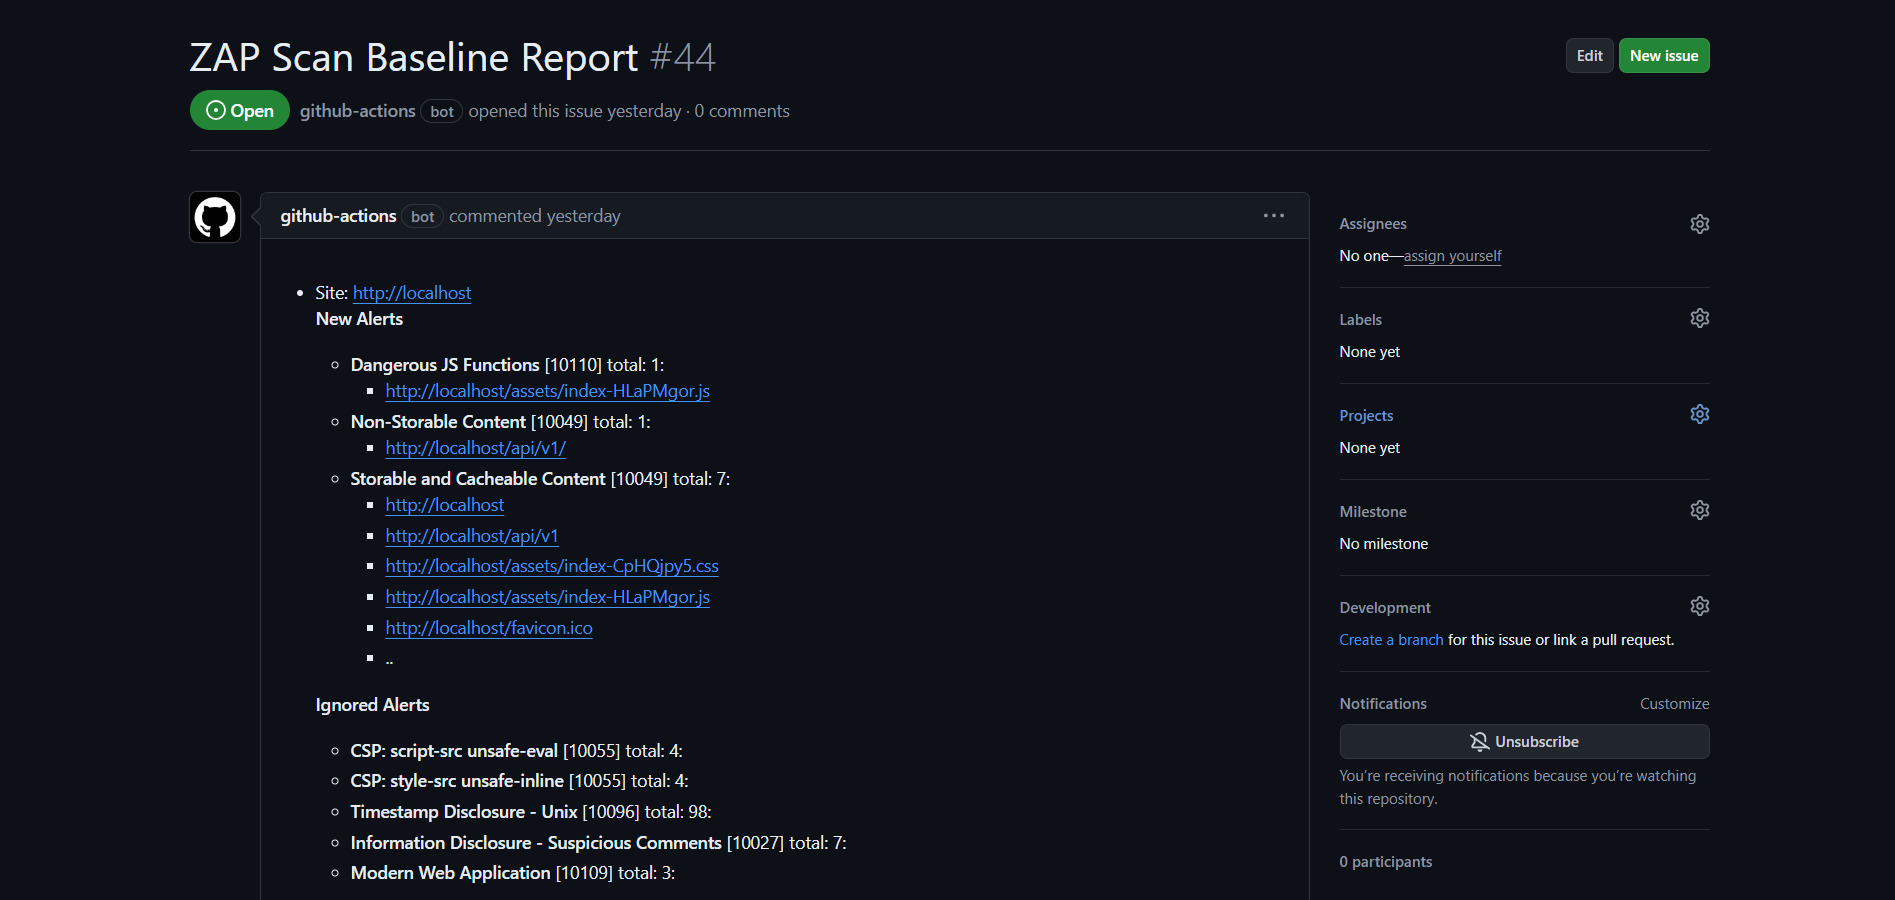 ZAP Scan Baseline Report #44
Edit
New issue
Open
github-actions bot opened this issue yesterday · 0 comments
github-actions bot commented yesterday
Site: http://localhost
New Alerts
Dangerous JS Functions [10110] total: 1:
http://localhost/assets/index-HLaPMgor.js
Non-Storable Content [10049] total: 1:
http://localhost/api/v1/
Storable and Cacheable Content [10049] total: 7:
http://localhost
http://localhost/api/v1
http://localhost/assets/index-CpHQjpy5.css
http://localhost/assets/index-HLaPMgor.js
http://localhost/favicon.ico
..
Ignored Alerts
CSP: script-src unsafe-eval [10055] total: 4:
CSP: style-src unsafe-inline [10055] total: 4:
Timestamp Disclosure - Unix [10096] total: 98:
Information Disclosure - Suspicious Comments [10027] total: 7:
Modern Web Application [10109] total: 3:
Assignees
No one—assign yourself
Labels
None yet
Projects
None yet
Milestone
No milestone
Development
Create a branch for this issue or link a pull request.
Notifications
Customize
Unsubscribe
You’re receiving notifications because you’re watching
this repository.
0 participants